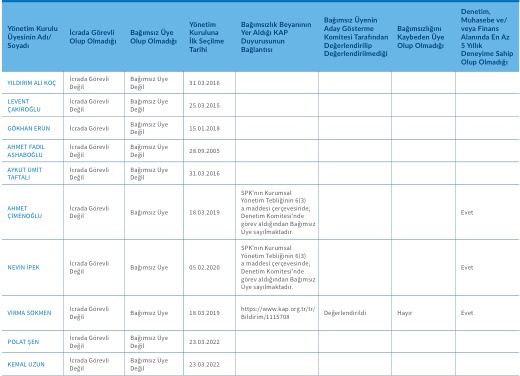 Yönetim Kurulu Üyesinin Adı/ Soyadı
İcrada Görevli Olup Olmadığı
Bağımsız Üye Olup Olmadığı
Yönetim Kuruluna İlk Seçilme Tarihi
Bağımsızlık Beyanının Yer Aldığı KAP Duyurusunun Bağlantısı
Bağımsız Üyenin Aday Gösterme Komitesi Tarafından Değerlendirilip Değerlendirilmediği
Bağımsızlığını Kaybeden Üye Olup Olmadığı
Denetim, Muhasebe ve/ veya Finans Alanında En Az 5 Yıllık Deneyime Sahip Olup Olmadığı
YILDIRIM ALİ KOÇ
İcrada Görevli Değil
Bağımsız Üye Değil
31.03.2016
LEVENT ÇAKIROĞLU
İcrada Görevli Değil
Bağımsız Üye Değil
25.03.2015
GÖKHAN ERÜN
İcrada Görevli Değil
Bağımsız Üye Değil
15.01.2018
AHMET FADIL ASHABOĞLU
İcrada Görevli Değil
Bağımsız Üye Değil
28.09.2005
AYKUT ÜMİT TAFTALI
İcrada Görevli Değil
Bağımsız Üye Değil
31.03.2016
AHMET ÇİMENOĞLU
İcrada Görevli Değil
Bağımsız Üye
18.03.2019
SPK'nın Kurumsal
Yönetim Tebliğinin 6(3)
a maddesi çerçevesinde;
Denetim Komitesi'nde
görev aldığından Bağımsız
Üye sayılmaktadır.
Evet
NEVİN İPEK
İcrada Görevli Değil
Bağımsız Üye
05.02.2020
SPK'nın Kurumsal
Yönetim Tebliğinin 6(3)
a maddesi çerçevesinde;
Denetim Komitesi'nde
görev aldığından Bağımsız
Üye sayılmaktadır.
Evet
VIRMA SÖKMEN
İcrada Görevli Değil
Bağımsız Üye
18.03.2019
https://www.kap.org.tr/tr/
Bildirim/1115708
Değerlendirildi
Hayır
Evet
POLAT ŞEN
İcrada Görevli Değil
Bağımsız Üye Değil
23.03.2022
KEMAL UZUN
İcrada Görevli Değil
Bağımsız Üye Değil
23.03.2022